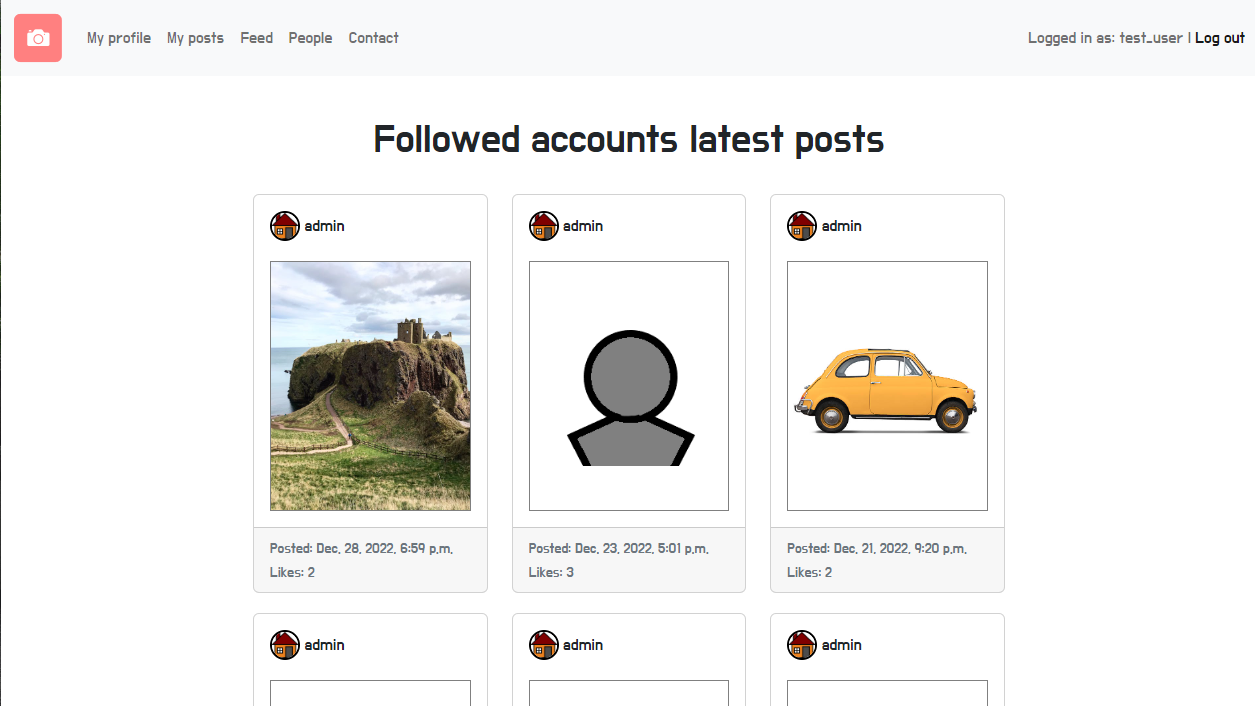 My profile My posts Feed People Contact Logged in as: test_user | Log out
Followed accounts latest posts
admin admin admin
Posted: Dec. 28, 2022, 6:59 p.m. Posted: Dec. 23, 2022, 5:01 p.m. Posted: Dec. 21, 2022, 9:20 p.m.
Likes: 2 Likes: 3 Likes: 2
admin admin admin